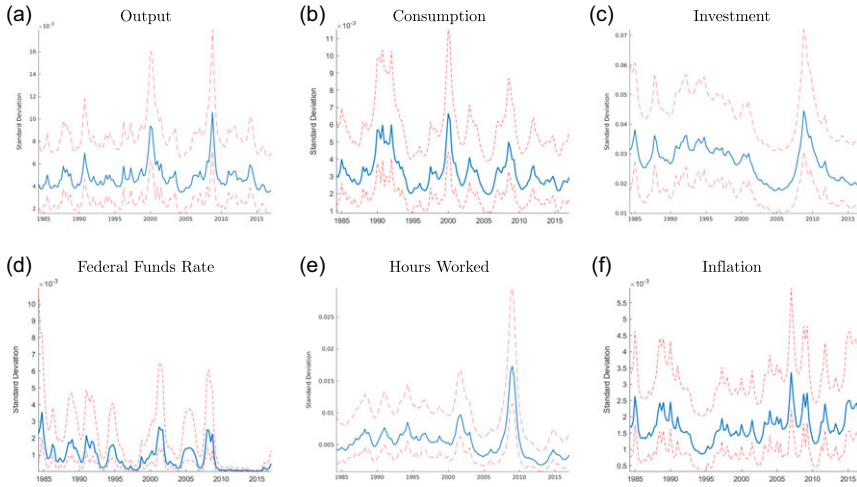 (a)
Output
×10⁻³
Standard Deviation
16
14
12
10
8
6
4
2
1985 1990 1995 2000 2005 2010 2015
(b)
Consumption
×10⁻³
Standard Deviation
11
10
9
8
7
6
5
4
3
2
1
1985 1990 1995 2000 2005 2010 2015
(c)
Investment
Standard Deviation
0.07
0.06
0.05
0.04
0.03
0.02
0.01
1985 1990 1995 2000 2005 2010 2015
(d)
Federal Funds Rate
×10⁻³
Standard Deviation
10
9
8
7
6
5
4
3
2
1
1985 1990 1995 2000 2005 2010 2015
(e)
Hours Worked
Standard Deviation
0.025
0.02
0.015
0.01
0.005
1985 1990 1995 2000 2005 2010 2015
(f)
Inflation
×10⁻³
Standard Deviation
5.5
5
4.5
4
3.5
3
2.5
2
1.5
1
0.5
1985 1990 1995 2000 2005 2010 2015